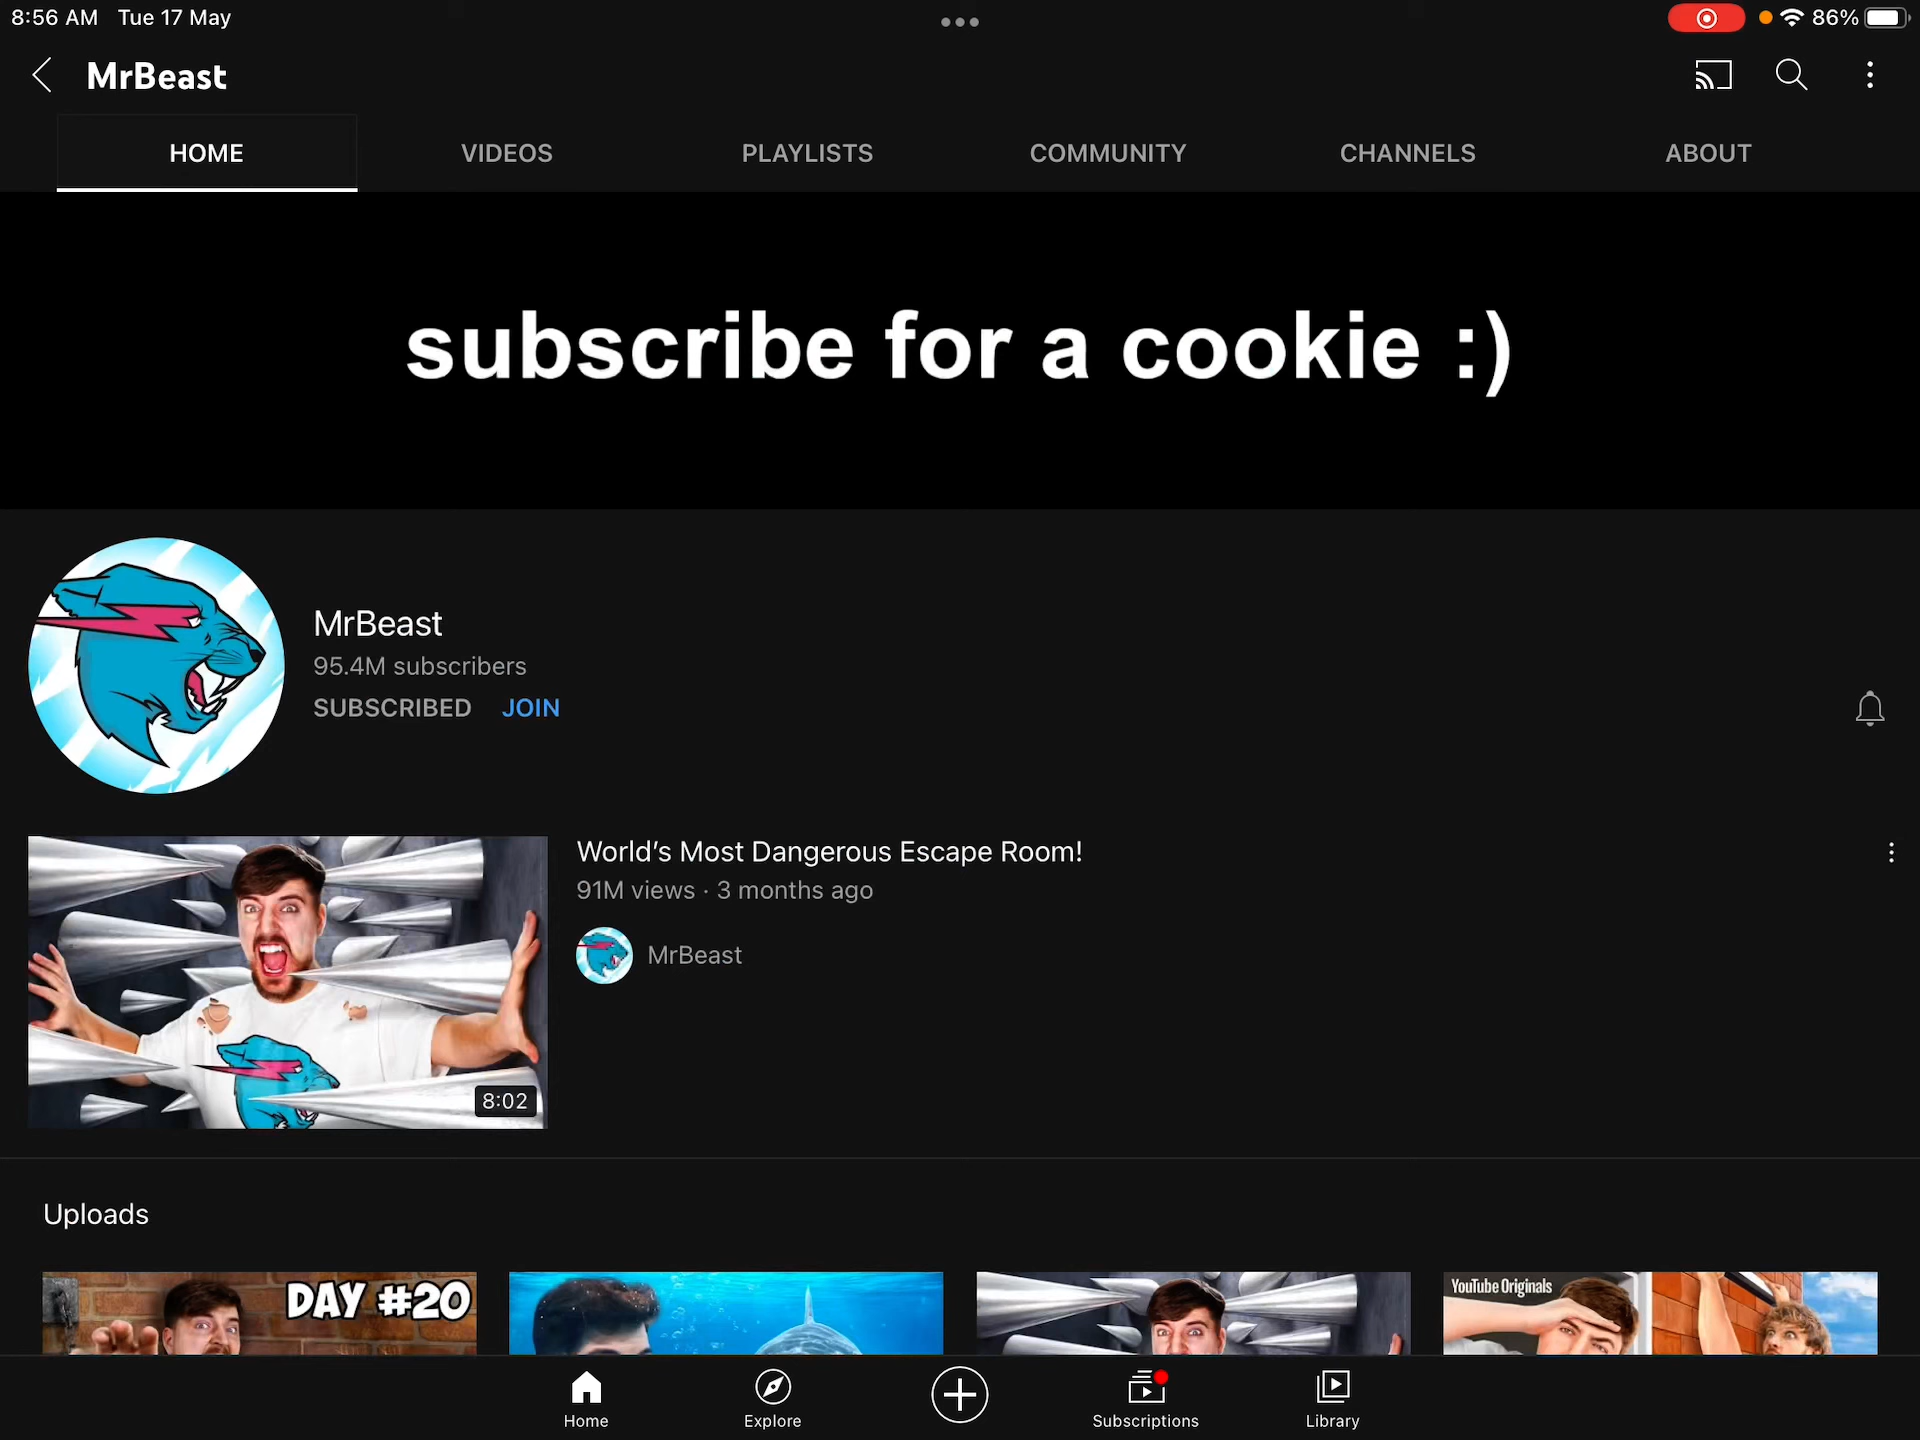 8:56 AM Tue 17 May
86%
MrBeast
HOME VIDEOS PLAYLISTS COMMUNITY CHANNELS ABOUT
subscribe for a cookie :)
MrBeast
95.4M subscribers
SUBSCRIBED JOIN
World's Most Dangerous Escape Room!
91M views · 3 months ago
MrBeast
8:02
Uploads
DAY #20
YouTube Originals
Home Explore Subscriptions Library